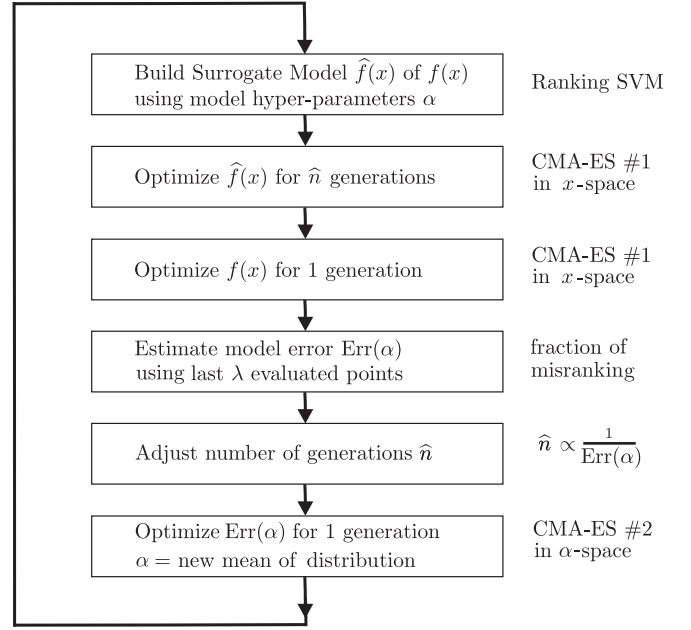 Build Surrogate Model f̂(x) of f(x)
using model hyper-parameters α
Ranking SVM
Optimize f̂(x) for n̂ generations
CMA-ES #1
in x-space
Optimize f(x) for 1 generation
CMA-ES #1
in x-space
Estimate model error Err(α)
using last λ evaluated points
fraction of
misranking
Adjust number of generations n̂
n̂ ∝ 1/Err(α)
Optimize Err(α) for 1 generation
α = new mean of distribution
CMA-ES #2
in α-space